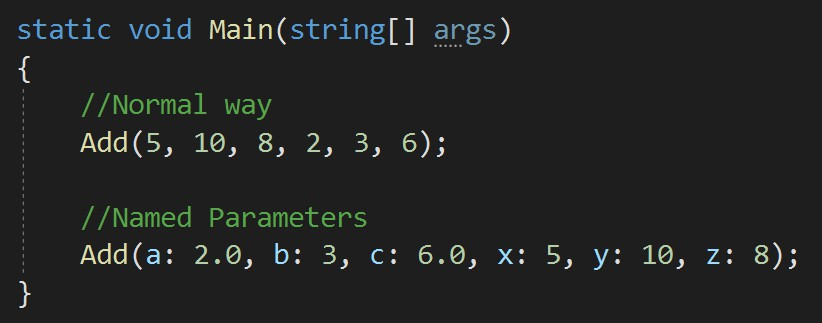 static void Main(string[] args)
{
//Normal way
Add(5, 10, 8, 2, 3, 6);
//Named Parameters
Add(a: 2.0, b: 3, c: 6.0, x: 5, y: 10, z: 8);
}